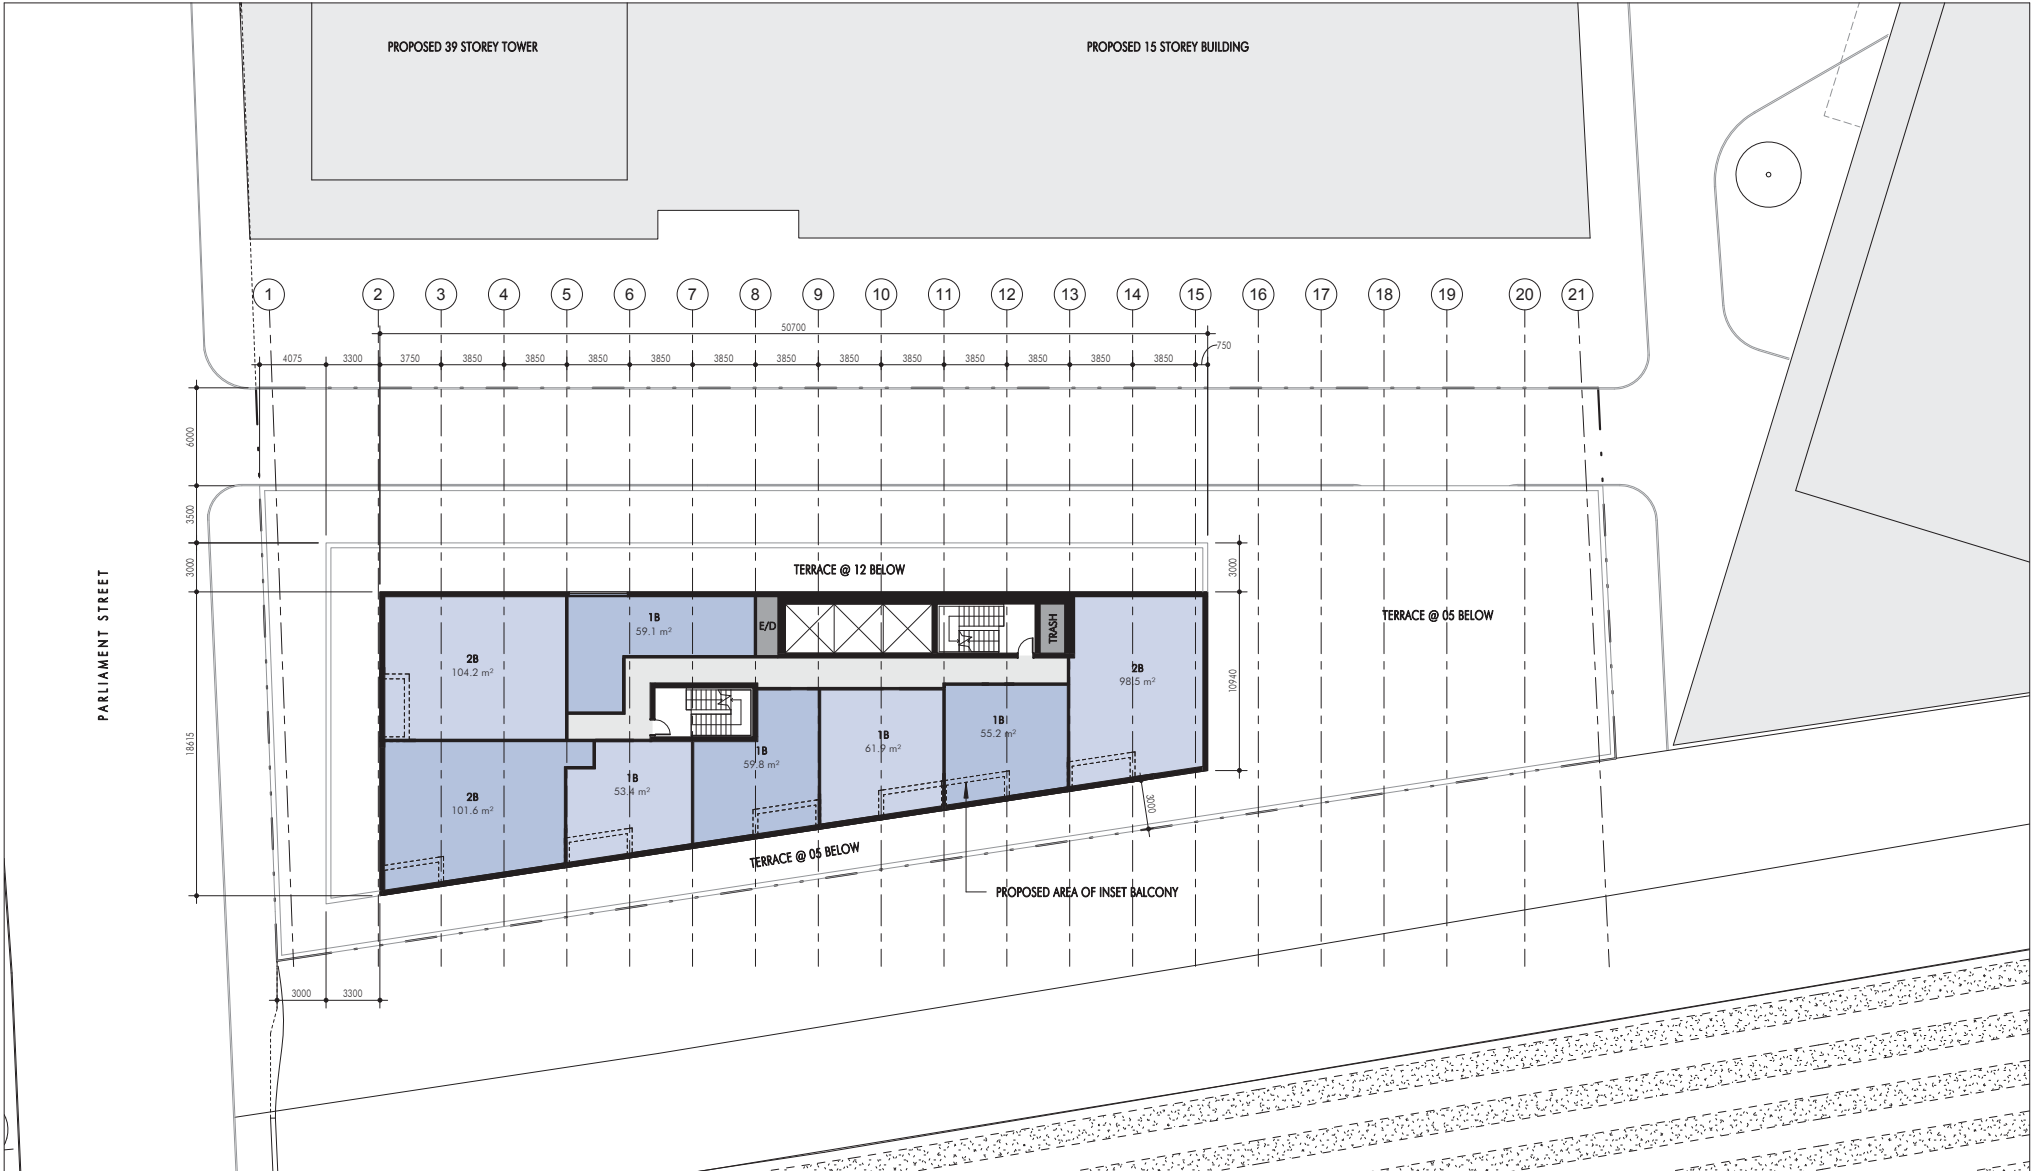 PROPOSED 39 STOREY TOWER
PROPOSED 15 STOREY BUILDING
1 2 3 4 5 6 7 8 9 10 11 12 13 14 15 16 17 18 19 20 21
50700
4075 3300 3750 3850 3850 3850 3850 3850 3850 3850 3850 3850 3850 3850 3850 750
6000
3500
3000
18615
PARLIAMENT STREET
TERRACE @ 12 BELOW
3000
10940
TERRACE @ 05 BELOW
2B
104.2 m²
1B
59.1 m²
E/D
TRASH
2B
98.5 m²
2B
101.6 m²
1B
53.4 m²
1B
59.8 m²
1B
61.9 m²
1B
55.2 m²
3000
TERRACE @ 05 BELOW
PROPOSED AREA OF INSET BALCONY
3000 3300